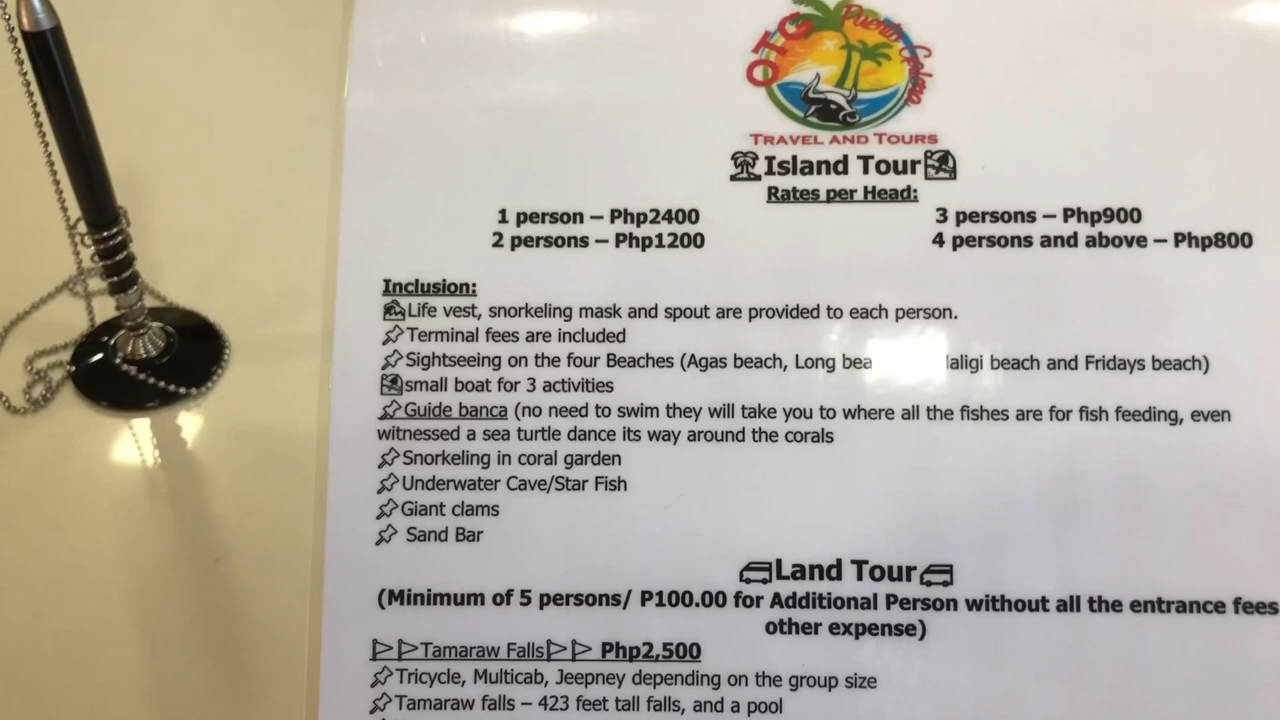 OTG Puerto Galera
TRAVEL AND TOURS
Island Tour
Rates per Head:
1 person – Php2400
3 persons – Php900
2 persons – Php1200
4 persons and above – Php800
Inclusion:
Life vest, snorkeling mask and spout are provided to each person.
Terminal fees are included
Sightseeing on the four Beaches (Agas beach, Long beach and Fridays beach)
small boat for 3 activities
Guide banca (no need to swim they will take you to where all the fishes are for fish feeding, even
witnessed a sea turtle dance its way around the corals
Snorkeling in coral garden
Underwater Cave/Star Fish
Giant clams
Sand Bar
Land Tour
(Minimum of 5 persons/ P100.00 for Additional Person without all the entrance fees
other expense)
Tamaraw Falls Php2,500
Tricycle, Multicab, Jeepney depending on the group size
Tamaraw falls – 423 feet tall falls, and a pool